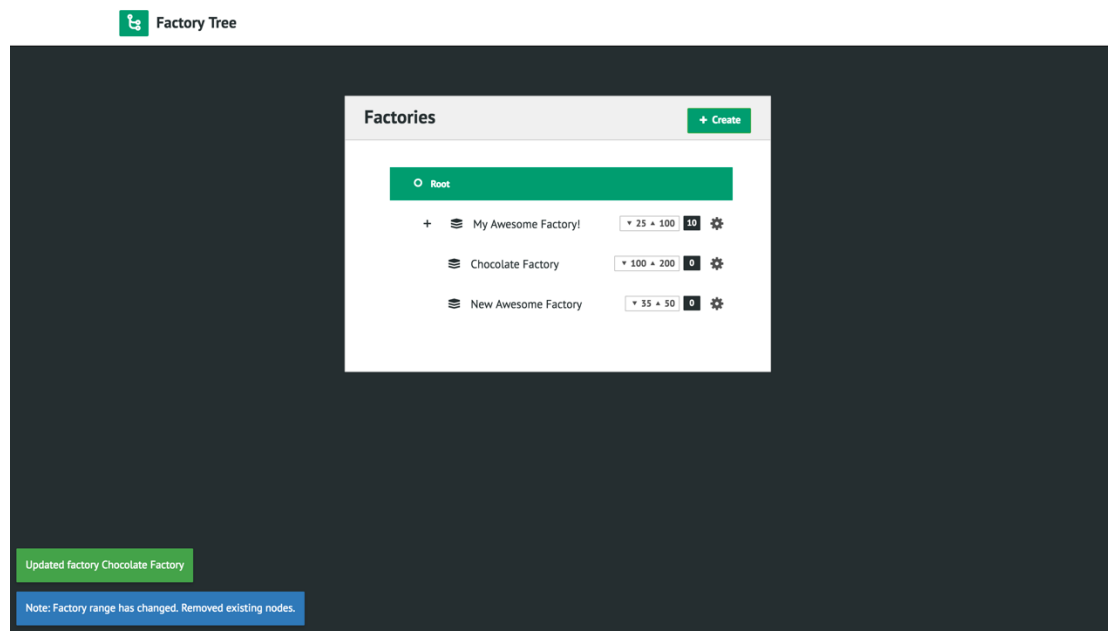 Factory Tree
Factories
+ Create
Root
+ My Awesome Factory! ▼ 25 ▲ 100 10
Chocolate Factory ▼ 100 ▲ 200 0
New Awesome Factory ▼ 35 ▲ 50 0
Updated factory Chocolate Factory
Note: Factory range has changed. Removed existing nodes.